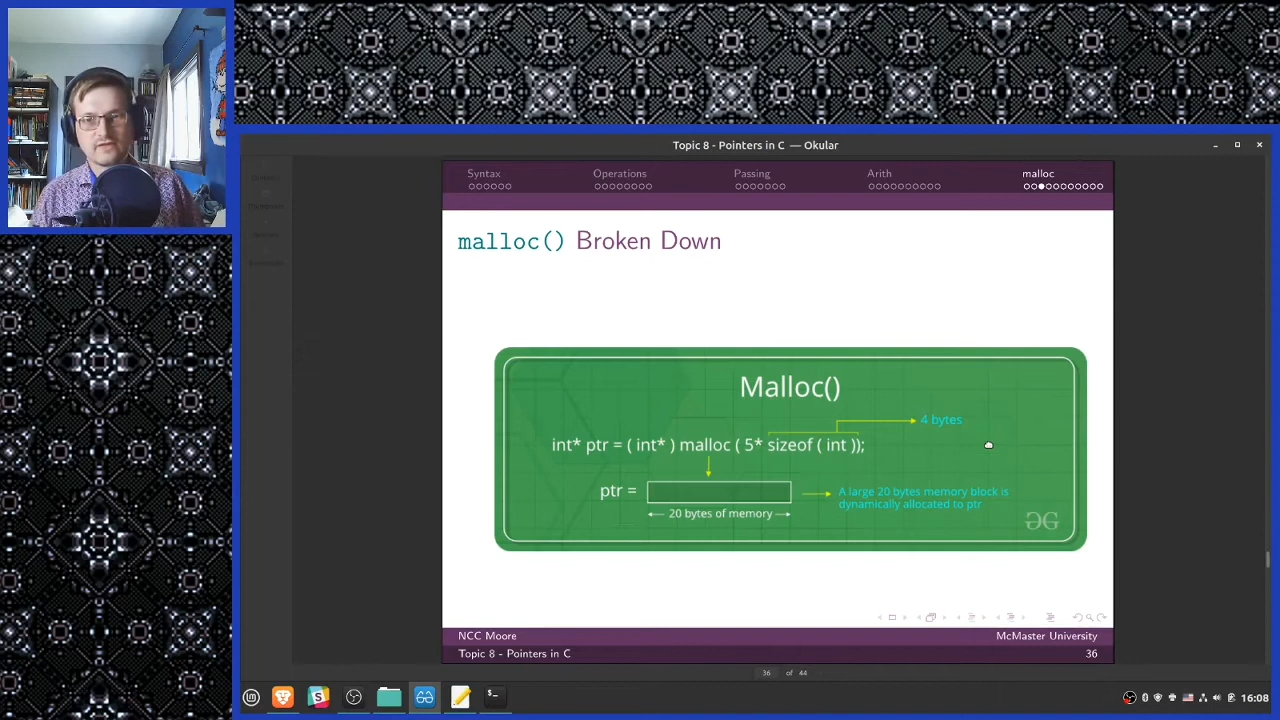 Topic 8 - Pointers in C — Okular
Syntax Operations Passing Arith malloc
malloc() Broken Down
Malloc()
4 bytes
int* ptr = ( int* ) malloc ( 5* sizeof ( int ));
ptr =
A large 20 bytes memory block is
dynamically allocated to ptr
20 bytes of memory
NCC Moore McMaster University
Topic 8 - Pointers in C 36
36 of 44
16:08